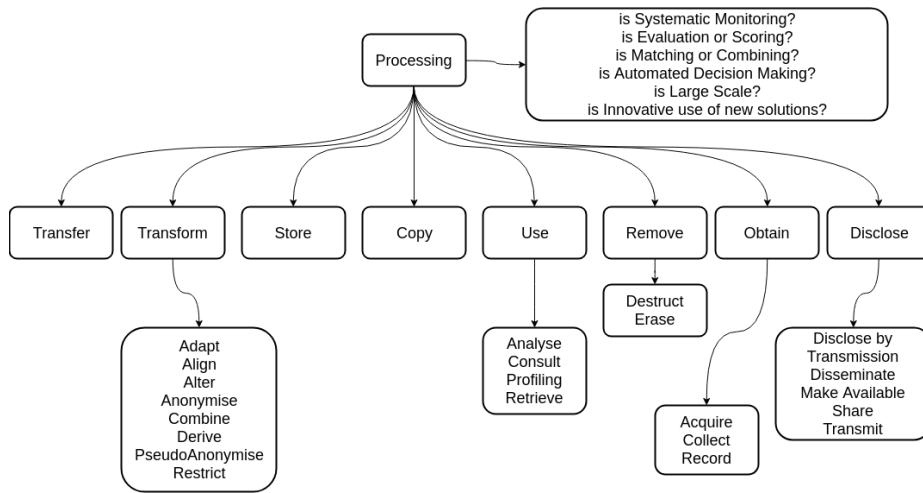 Processing
is Systematic Monitoring?
is Evaluation or Scoring?
is Matching or Combining?
is Automated Decision Making?
is Large Scale?
is Innovative use of new solutions?
Transfer
Transform
Store
Copy
Use
Remove
Obtain
Disclose
Adapt
Align
Alter
Anonymise
Combine
Derive
PseudoAnonymise
Restrict
Analyse
Consult
Profiling
Retrieve
Destruct
Erase
Acquire
Collect
Record
Disclose by
Transmission
Disseminate
Make Available
Share
Transmit